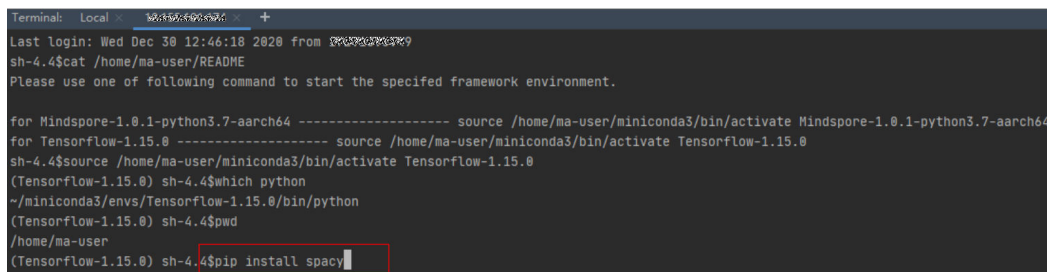 Terminal: Local × × +
Last login: Wed Dec 30 12:46:18 2020 from 9
sh-4.4$cat /home/ma-user/README
Please use one of following command to start the specifed framework environment.
for Mindspore-1.0.1-python3.7-aarch64 ------------------- source /home/ma-user/miniconda3/bin/activate Mindspore-1.0.1-python3.7-aarch64
for Tensorflow-1.15.0 -------------------- source /home/ma-user/miniconda3/bin/activate Tensorflow-1.15.0
sh-4.4$source /home/ma-user/miniconda3/bin/activate Tensorflow-1.15.0
(Tensorflow-1.15.0) sh-4.4$which python
~/miniconda3/envs/Tensorflow-1.15.0/bin/python
(Tensorflow-1.15.0) sh-4.4$pwd
/home/ma-user
(Tensorflow-1.15.0) sh-4.4$pip install spacy